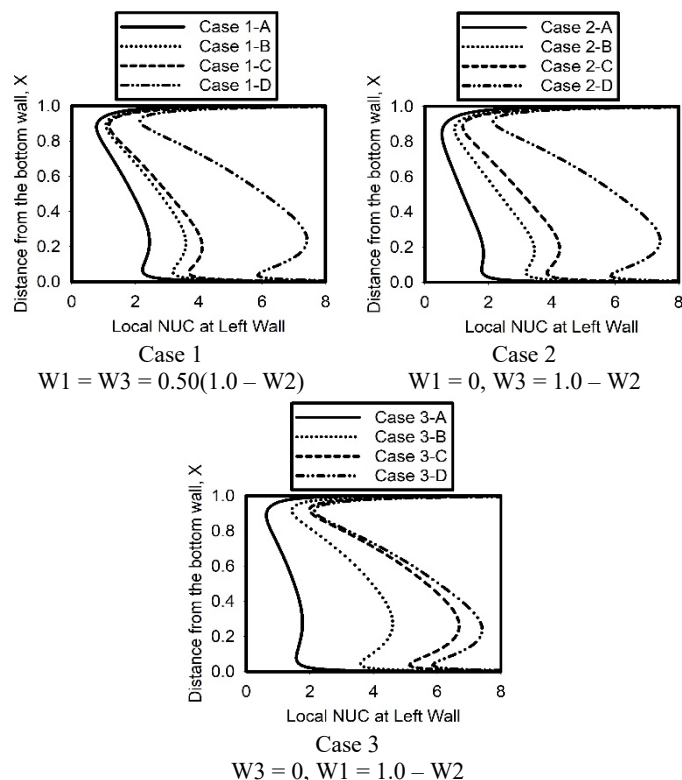 Case 1-A
Case 1-B
Case 1-C
Case 1-D
Distance from the bottom wall, X
1.0
0.8
0.6
0.4
0.2
0.0
0 2 4 6 8
Local NUC at Left Wall
Case 1
W1 = W3 = 0.50(1.0 – W2)
Case 2-A
Case 2-B
Case 2-C
Case 2-D
Distance from the bottom wall, X
1.0
0.8
0.6
0.4
0.2
0.0
0 2 4 6 8
Local NUC at Left Wall
Case 2
W1 = 0, W3 = 1.0 – W2
Case 3-A
Case 3-B
Case 3-C
Case 3-D
Distance from the bottom wall, X
1.0
0.8
0.6
0.4
0.2
0.0
0 2 4 6 8
Local NUC at Left Wall
Case 3
W3 = 0, W1 = 1.0 – W2